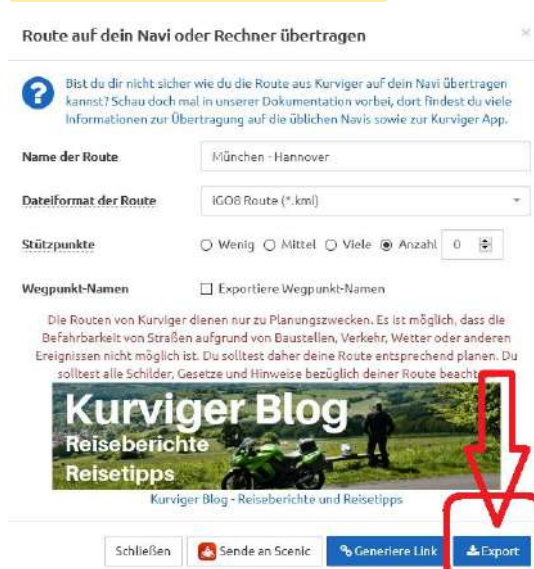 Route auf dein Navi oder Rechner übertragen
×
Bist du dir nicht sicher wie du die Route aus Kurviger auf dein Navi übertragen
kannst? Schau doch mal in unserer Dokumentation vorbei, dort findest du viele
Informationen zur Übertragung auf die üblichen Navis sowie zur Kurviger App.
Name der Route München - Hannover
Dateiformat der Route iGO8 Route (*.kml)
Stützpunkte Wenig Mittel Viele Anzahl 0
Wegpunkt-Namen Exportiere Wegpunkt-Namen
Die Routen von Kurviger dienen nur zu Planungszwecken. Es ist möglich, dass die
Befahrbarkeit von Straßen aufgrund von Baustellen, Verkehr, Wetter oder anderen
Ereignissen nicht möglich ist. Du solltest daher deine Route entsprechend planen. Du
solltest alle Schilder, Gesetze und Hinweise bezüglich deiner Route
Kurviger Blog
Reiseberichte
Reisetipps
Kurviger Blog - Reiseberichte und Reisetipps
Schließen Sende an Scenic Generiere Link Export